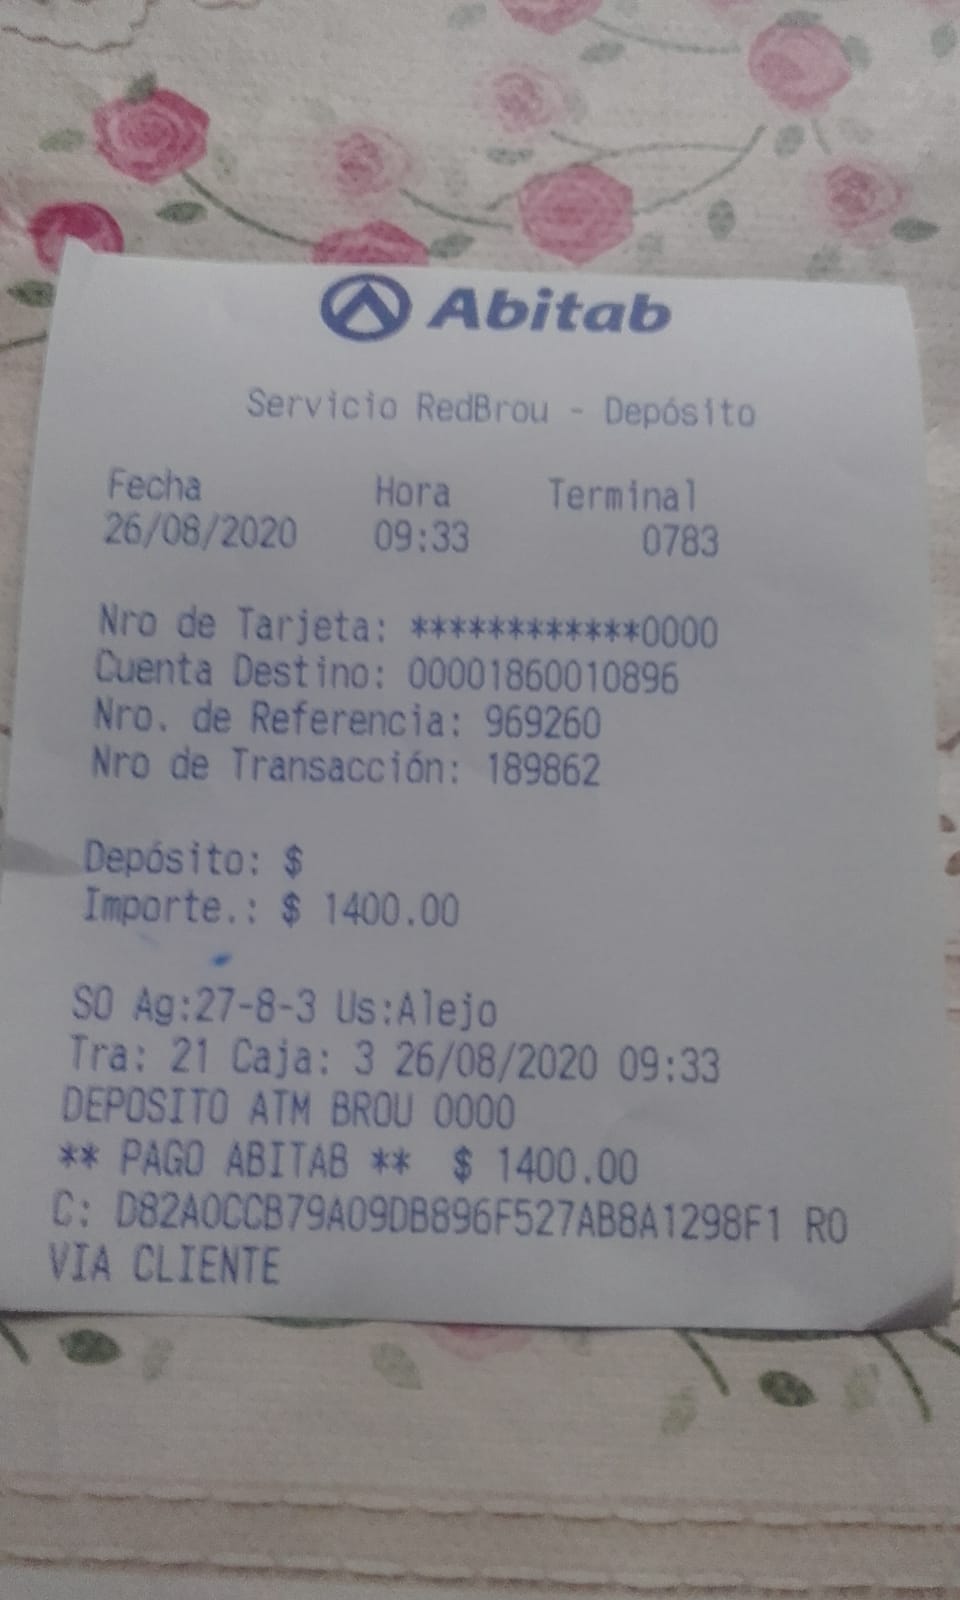 Abitab
Servicio RedBrou - Depósito
Fecha Hora Terminal
26/08/2020 09:33 0783
Nro de Tarjeta: ************0000
Cuenta Destino: 00001860010896
Nro. de Referencia: 969260
Nro de Transacción: 189862
Depósito: $
Importe.: $ 1400.00
SO Ag:27-8-3 Us:Alejo
Tra: 21 Caja: 3 26/08/2020 09:33
DEPOSITO ATM BROU 0000
** PAGO ABITAB ** $ 1400.00
C: D82A0CCB79A09DB896F527AB8A1298F1 RO
VIA CLIENTE